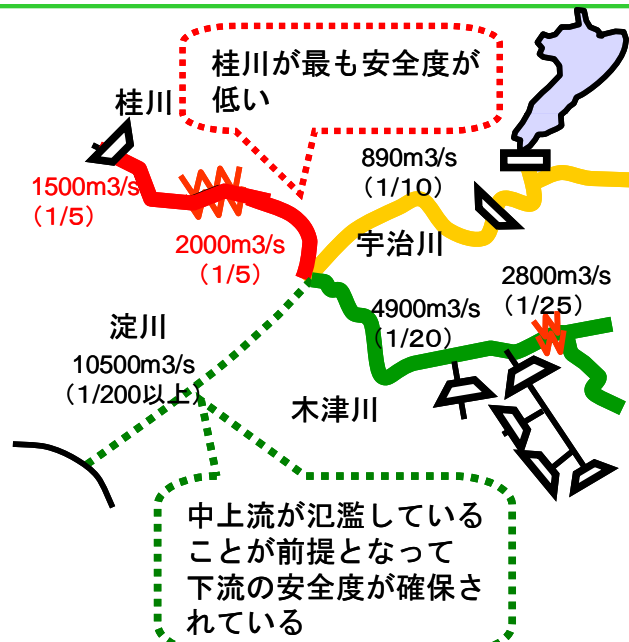 桂川が最も安全度が
低い
桂川
890m3/s
（1/10）
1500m3/s
（1/5）
宇治川
2000m3/s
（1/5）
2800m3/s
（1/25）
4900m3/s
（1/20）
淀川
10500m3/s
（1/200以上）
木津川
中上流が氾濫している
ことが前提となって
下流の安全度が確保さ
れている